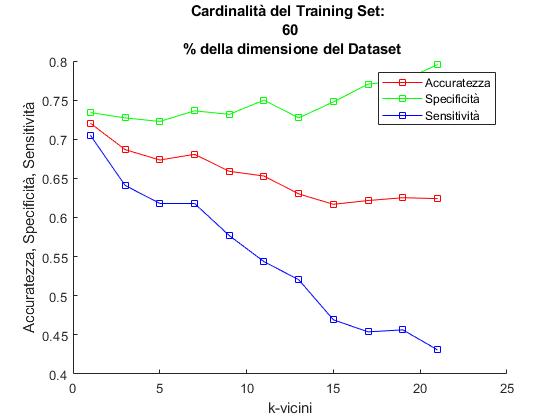 Cardinalità del Training Set:
60
% della dimensione del Dataset
Accuratezza, Specificità, Sensitività
0.8
0.75
0.7
0.65
0.6
0.55
0.5
0.45
0.4
Accuratezza
Specificità
Sensitività
0 5 10 15 20 25
k-vicini